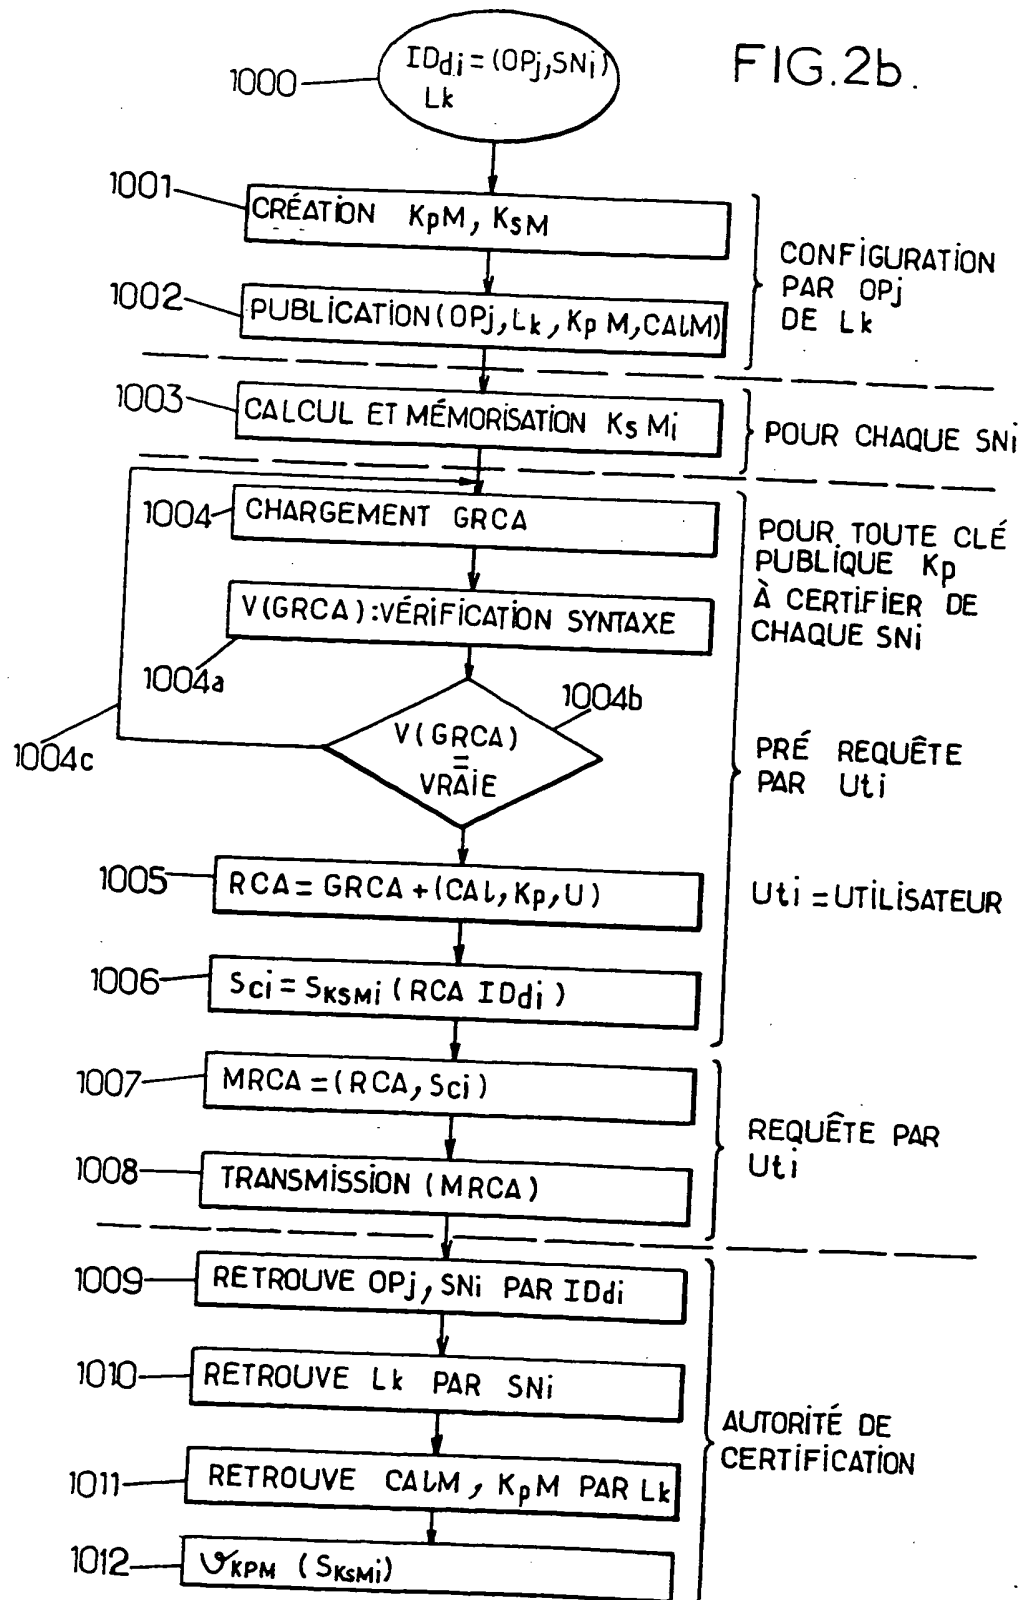 FIG.2b.
1000
IDdi = (OPj, SNi)
Lk
1001
CRÉATION KpM, KsM
1002
PUBLICATION (OPj, Lk, KpM, CALM)
CONFIGURATION
PAR OPj
DE Lk
1003
CALCUL ET MÉMORISATION KsMi
POUR CHAQUE SNi
1004
CHARGEMENT GRCA
V(GRCA):VÉRIFICATION SYNTAXE
1004a
1004b
V(GRCA)
=
VRAIE
1004c
POUR TOUTE CLÉ
PUBLIQUE Kp
À CERTIFIER DE
CHAQUE SNi
PRÉ REQUÊTE
PAR Uti
1005
RCA = GRCA + (CAL, Kp, U)
Uti = UTILISATEUR
1006
Sci = SKSMi (RCA IDdi)
1007
MRCA = (RCA, Sci)
1008
TRANSMISSION (MRCA)
REQUÊTE PAR
Uti
1009
RETROUVE OPj, SNi PAR IDdi
1010
RETROUVE Lk PAR SNi
1011
RETROUVE CALM, KpM PAR Lk
1012
𝒱KPM (SKsMi)
AUTORITÉ DE
CERTIFICATION